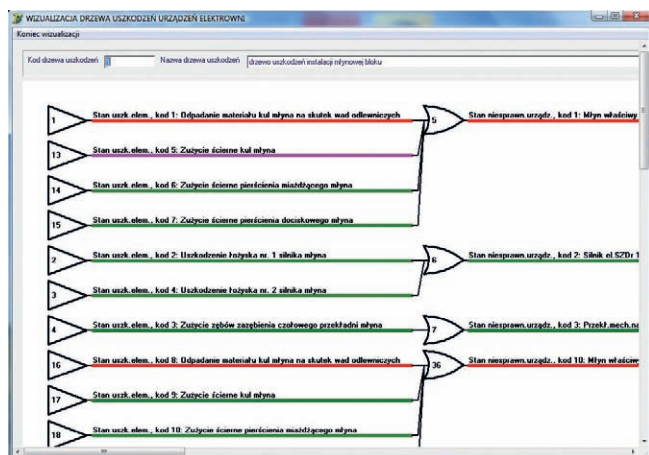 WIZUALIZACJA DRZEWA USZKODZEŃ URZĄDZEŃ ELEKTROWNI
Koniec wizualizacji
Kod drzewa uszkodzeń 1 Nazwa drzewa uszkodzeń drzewo uszkodzeń instalacji młynowej bloku
1 Stan uszk.elem., kod 1: Odpadanie materiału kul młyna na skutek wad odlewniczych 5 Stan niesprawn.urządz., kod 1: Młyn właściwy
13 Stan uszk.elem., kod 5: Zużycie ścierne kul młyna
14 Stan uszk.elem., kod 6: Zużycie ścierne pierścienia miażdżącego młyna
15 Stan uszk.elem., kod 7: Zużycie ścierne pierścienia dociskowego młyna
2 Stan uszk.elem., kod 2: Uszkodzenie łożyska nr. 1 silnika młyna 6 Stan niesprawn.urządz., kod 2: Silnik el.SZDr 1
3 Stan uszk.elem., kod 4: Uszkodzenie łożyska nr. 2 silnika młyna
4 Stan uszk.elem., kod 3: Zużycie zębów zazębienia czołowego przekładni młyna 7 Stan niesprawn.urządz., kod 3: Przekł.mech.na
16 Stan uszk.elem., kod 8: Odpadanie materiału kul młyna na skutek wad odlewniczych 36 Stan niesprawn.urządz., kod 10: Młyn właściw
17 Stan uszk.elem., kod 9: Zużycie ścierne kul młyna
18 Stan uszk.elem., kod 10: Zużycie ścierne pierścienia miażdżącego młyna